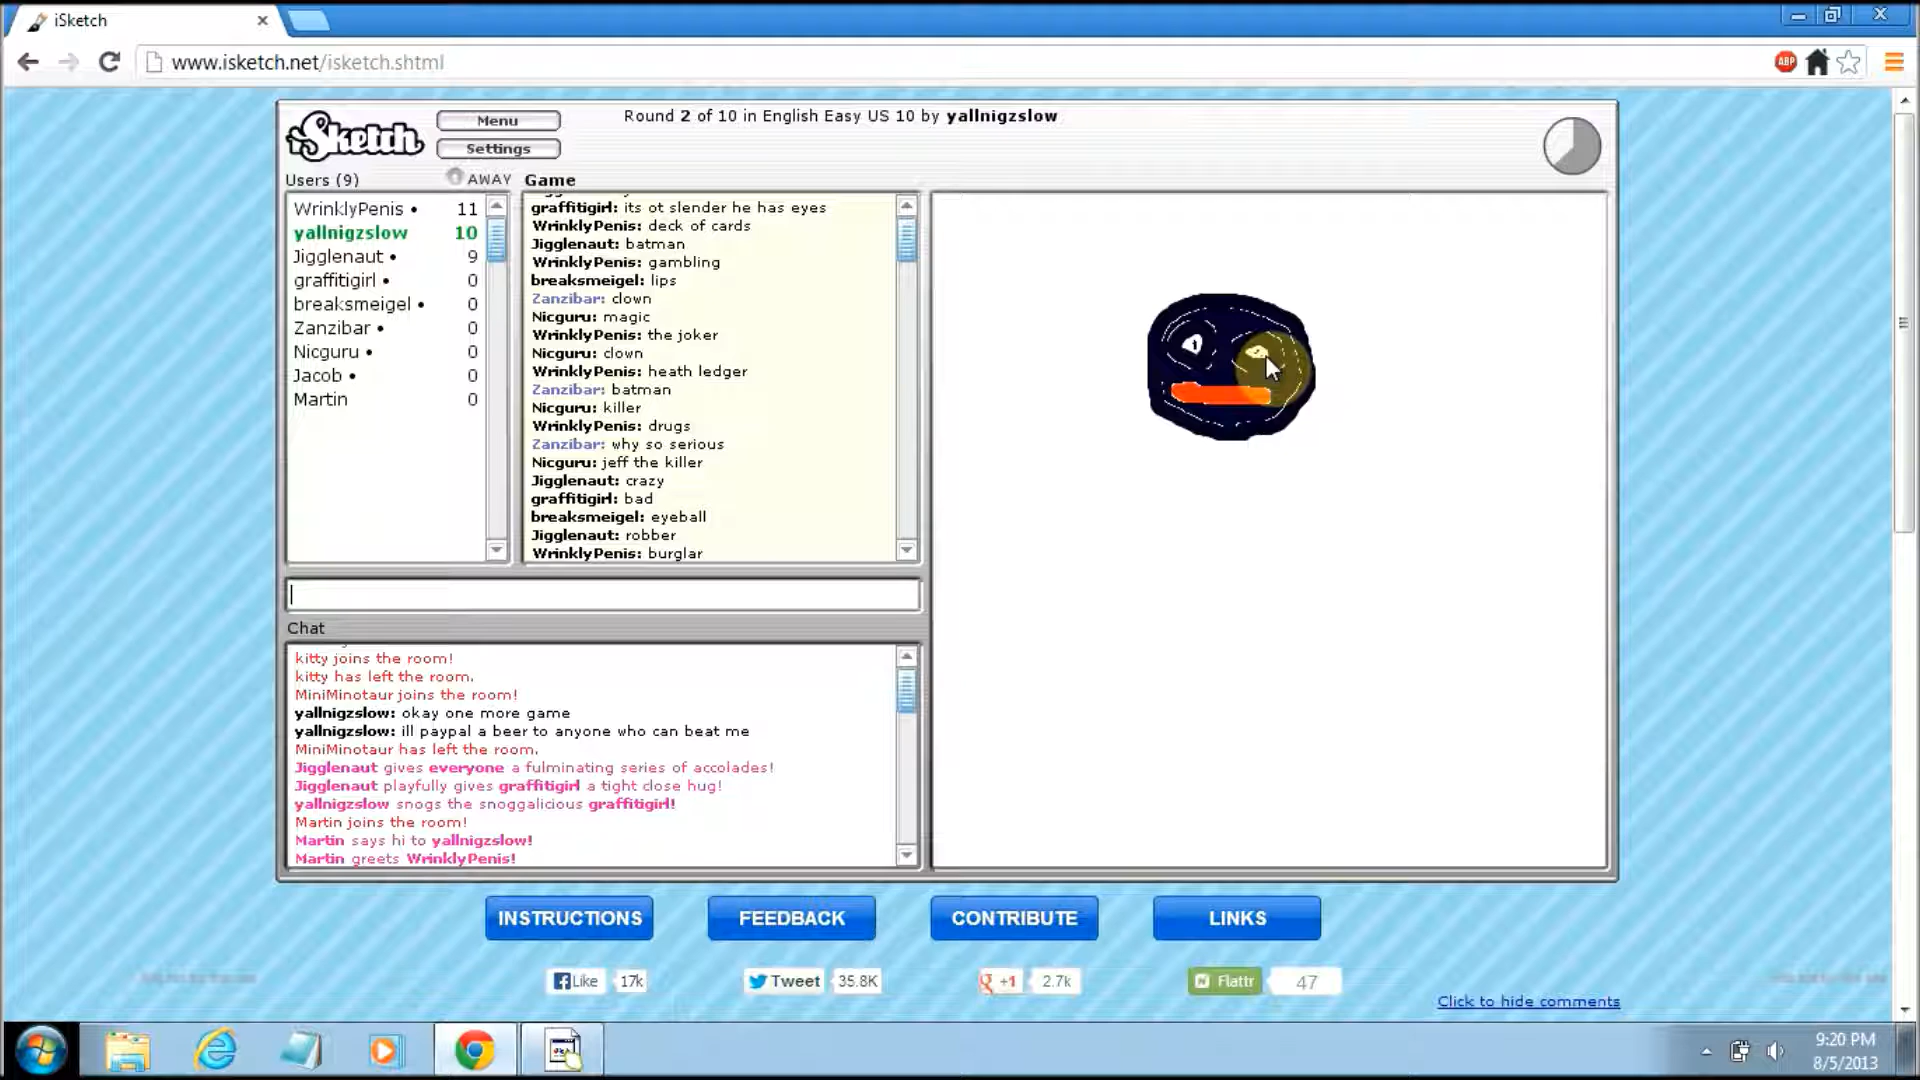 iSketch
www.isketch.net/isketch.shtml
ABP
iSketch
Menu
Settings
Round 2 of 10 in English Easy US 10 by yallnigzslow
Users (9)
AWAY
WrinklyPenis • 11
yallnigzslow 10
Jigglenaut • 9
graffitigirl • 0
breaksmeigel • 0
Zanzibar • 0
Nicguru • 0
Jacob • 0
Martin 0
Game
graffitigirl: its ot slender he has eyes
WrinklyPenis: deck of cards
Jigglenaut: batman
WrinklyPenis: gambling
breaksmeigel: lips
Zanzibar: clown
Nicguru: magic
WrinklyPenis: the joker
Nicguru: clown
WrinklyPenis: heath ledger
Zanzibar: batman
Nicguru: killer
WrinklyPenis: drugs
Zanzibar: why so serious
Nicguru: jeff the killer
Jigglenaut: crazy
graffitigirl: bad
breaksmeigel: eyeball
Jigglenaut: robber
WrinklyPenis: burglar
Chat
kitty joins the room!
kitty has left the room.
MiniMinotaur joins the room!
yallnigzslow: okay one more game
yallnigzslow: ill paypal a beer to anyone who can beat me
MiniMinotaur has left the room.
Jigglenaut gives everyone a fulminating series of accolades!
Jigglenaut playfully gives graffitigirl a tight close hug!
yallnigzslow snogs the snoggalicious graffitigirl!
Martin joins the room!
Martin says hi to yallnigzslow!
Martin greets WrinklyPenis!
INSTRUCTIONS
FEEDBACK
CONTRIBUTE
LINKS
Like 17k
Tweet 35.8K
+1 2.7k
Flattr 47
Click to hide comments
9:20 PM
8/5/2013